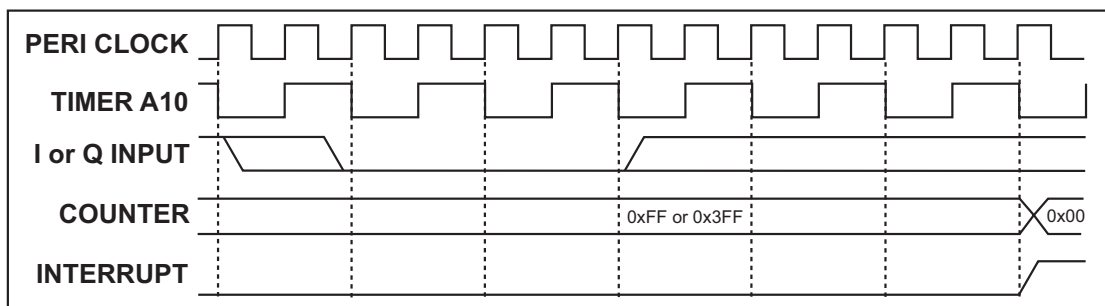 PERI CLOCK
TIMER A10
I or Q INPUT
COUNTER
0xFF or 0x3FF
0x00
INTERRUPT